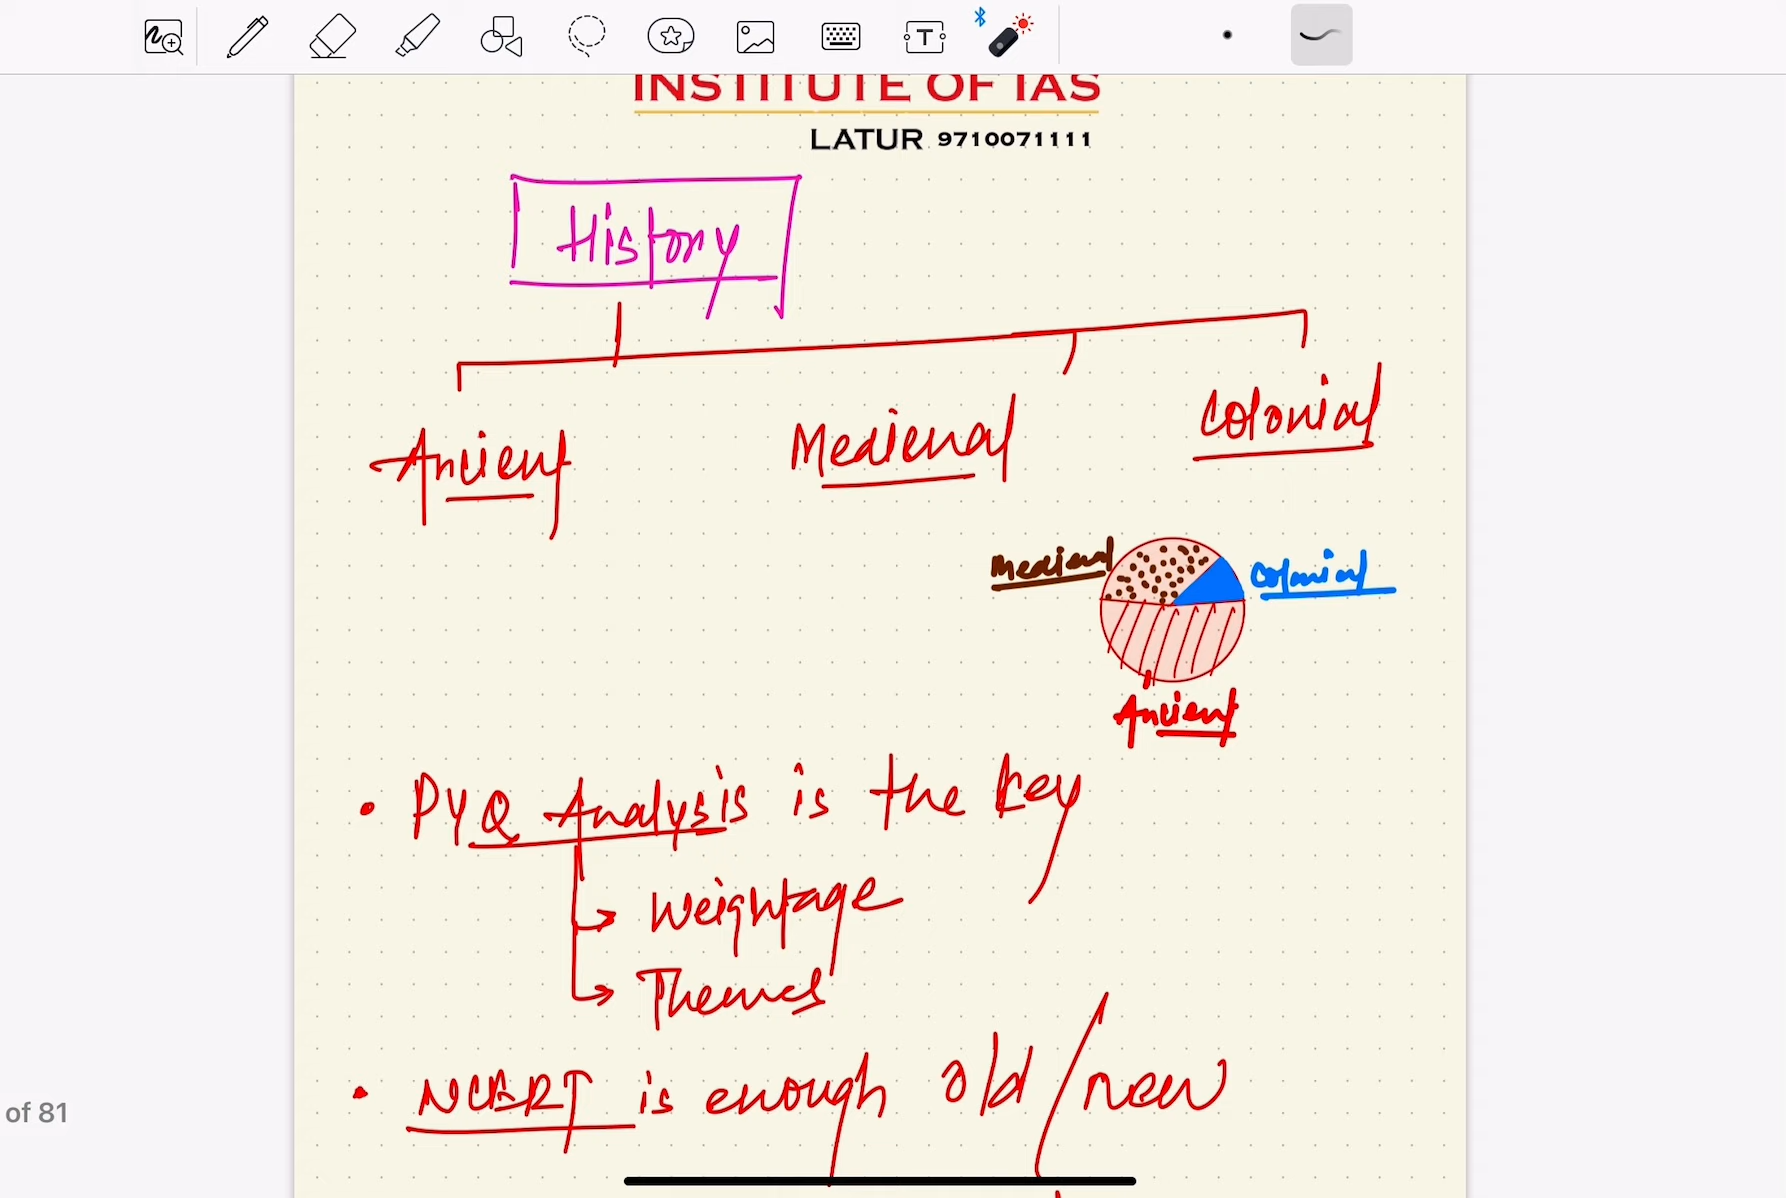 T
INSTITUTE OF IAS
LATUR 9710071111
History
Ancient Medieval Colonial
Medieval Colonial
Ancient
• PYQ Analysis is the key
→ Weightage
→ Themes
• NCERT is enough old/new
of 81